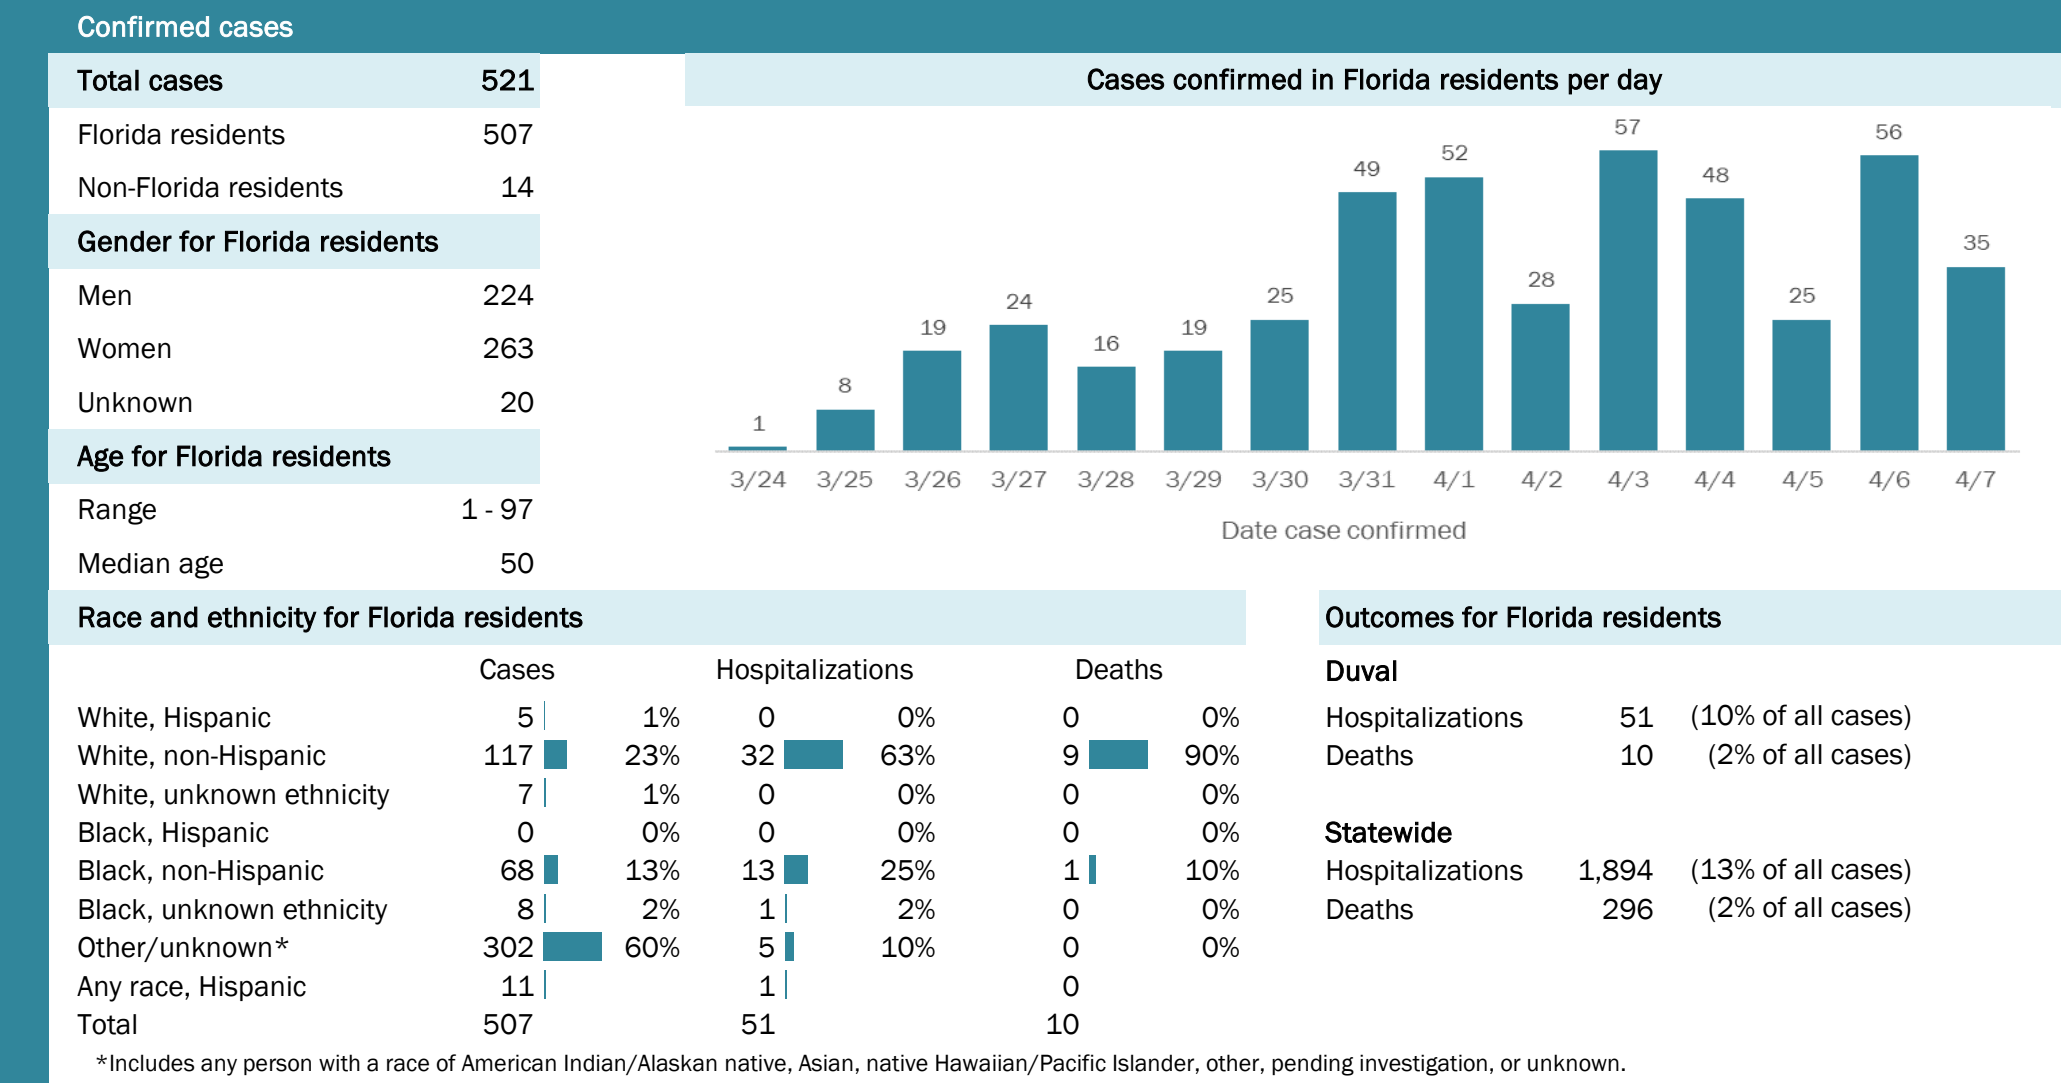 Confirmed cases
Total cases 521
Florida residents 507
Non-Florida residents 14
Gender for Florida residents
Men 224
Women 263
Unknown 20
Age for Florida residents
Range 1 - 97
Median age 50
Cases confirmed in Florida residents per day
1 8 19 24 16 19 25 49 52 28 57 48 25 56 35
3/24 3/25 3/26 3/27 3/28 3/29 3/30 3/31 4/1 4/2 4/3 4/4 4/5 4/6 4/7
Date case confirmed
Race and ethnicity for Florida residents
Cases Hospitalizations Deaths
White, Hispanic 5 1% 0 0% 0 0%
White, non-Hispanic 117 23% 32 63% 9 90%
White, unknown ethnicity 7 1% 0 0% 0 0%
Black, Hispanic 0 0% 0 0% 0 0%
Black, non-Hispanic 68 13% 13 25% 1 10%
Black, unknown ethnicity 8 2% 1 2% 0 0%
Other/unknown* 302 60% 5 10% 0 0%
Any race, Hispanic 11 1 0
Total 507 51 10
Outcomes for Florida residents
Duval
Hospitalizations 51 (10% of all cases)
Deaths 10 (2% of all cases)
Statewide
Hospitalizations 1,894 (13% of all cases)
Deaths 296 (2% of all cases)
*Includes any person with a race of American Indian/Alaskan native, Asian, native Hawaiian/Pacific Islander, other, pending investigation, or unknown.